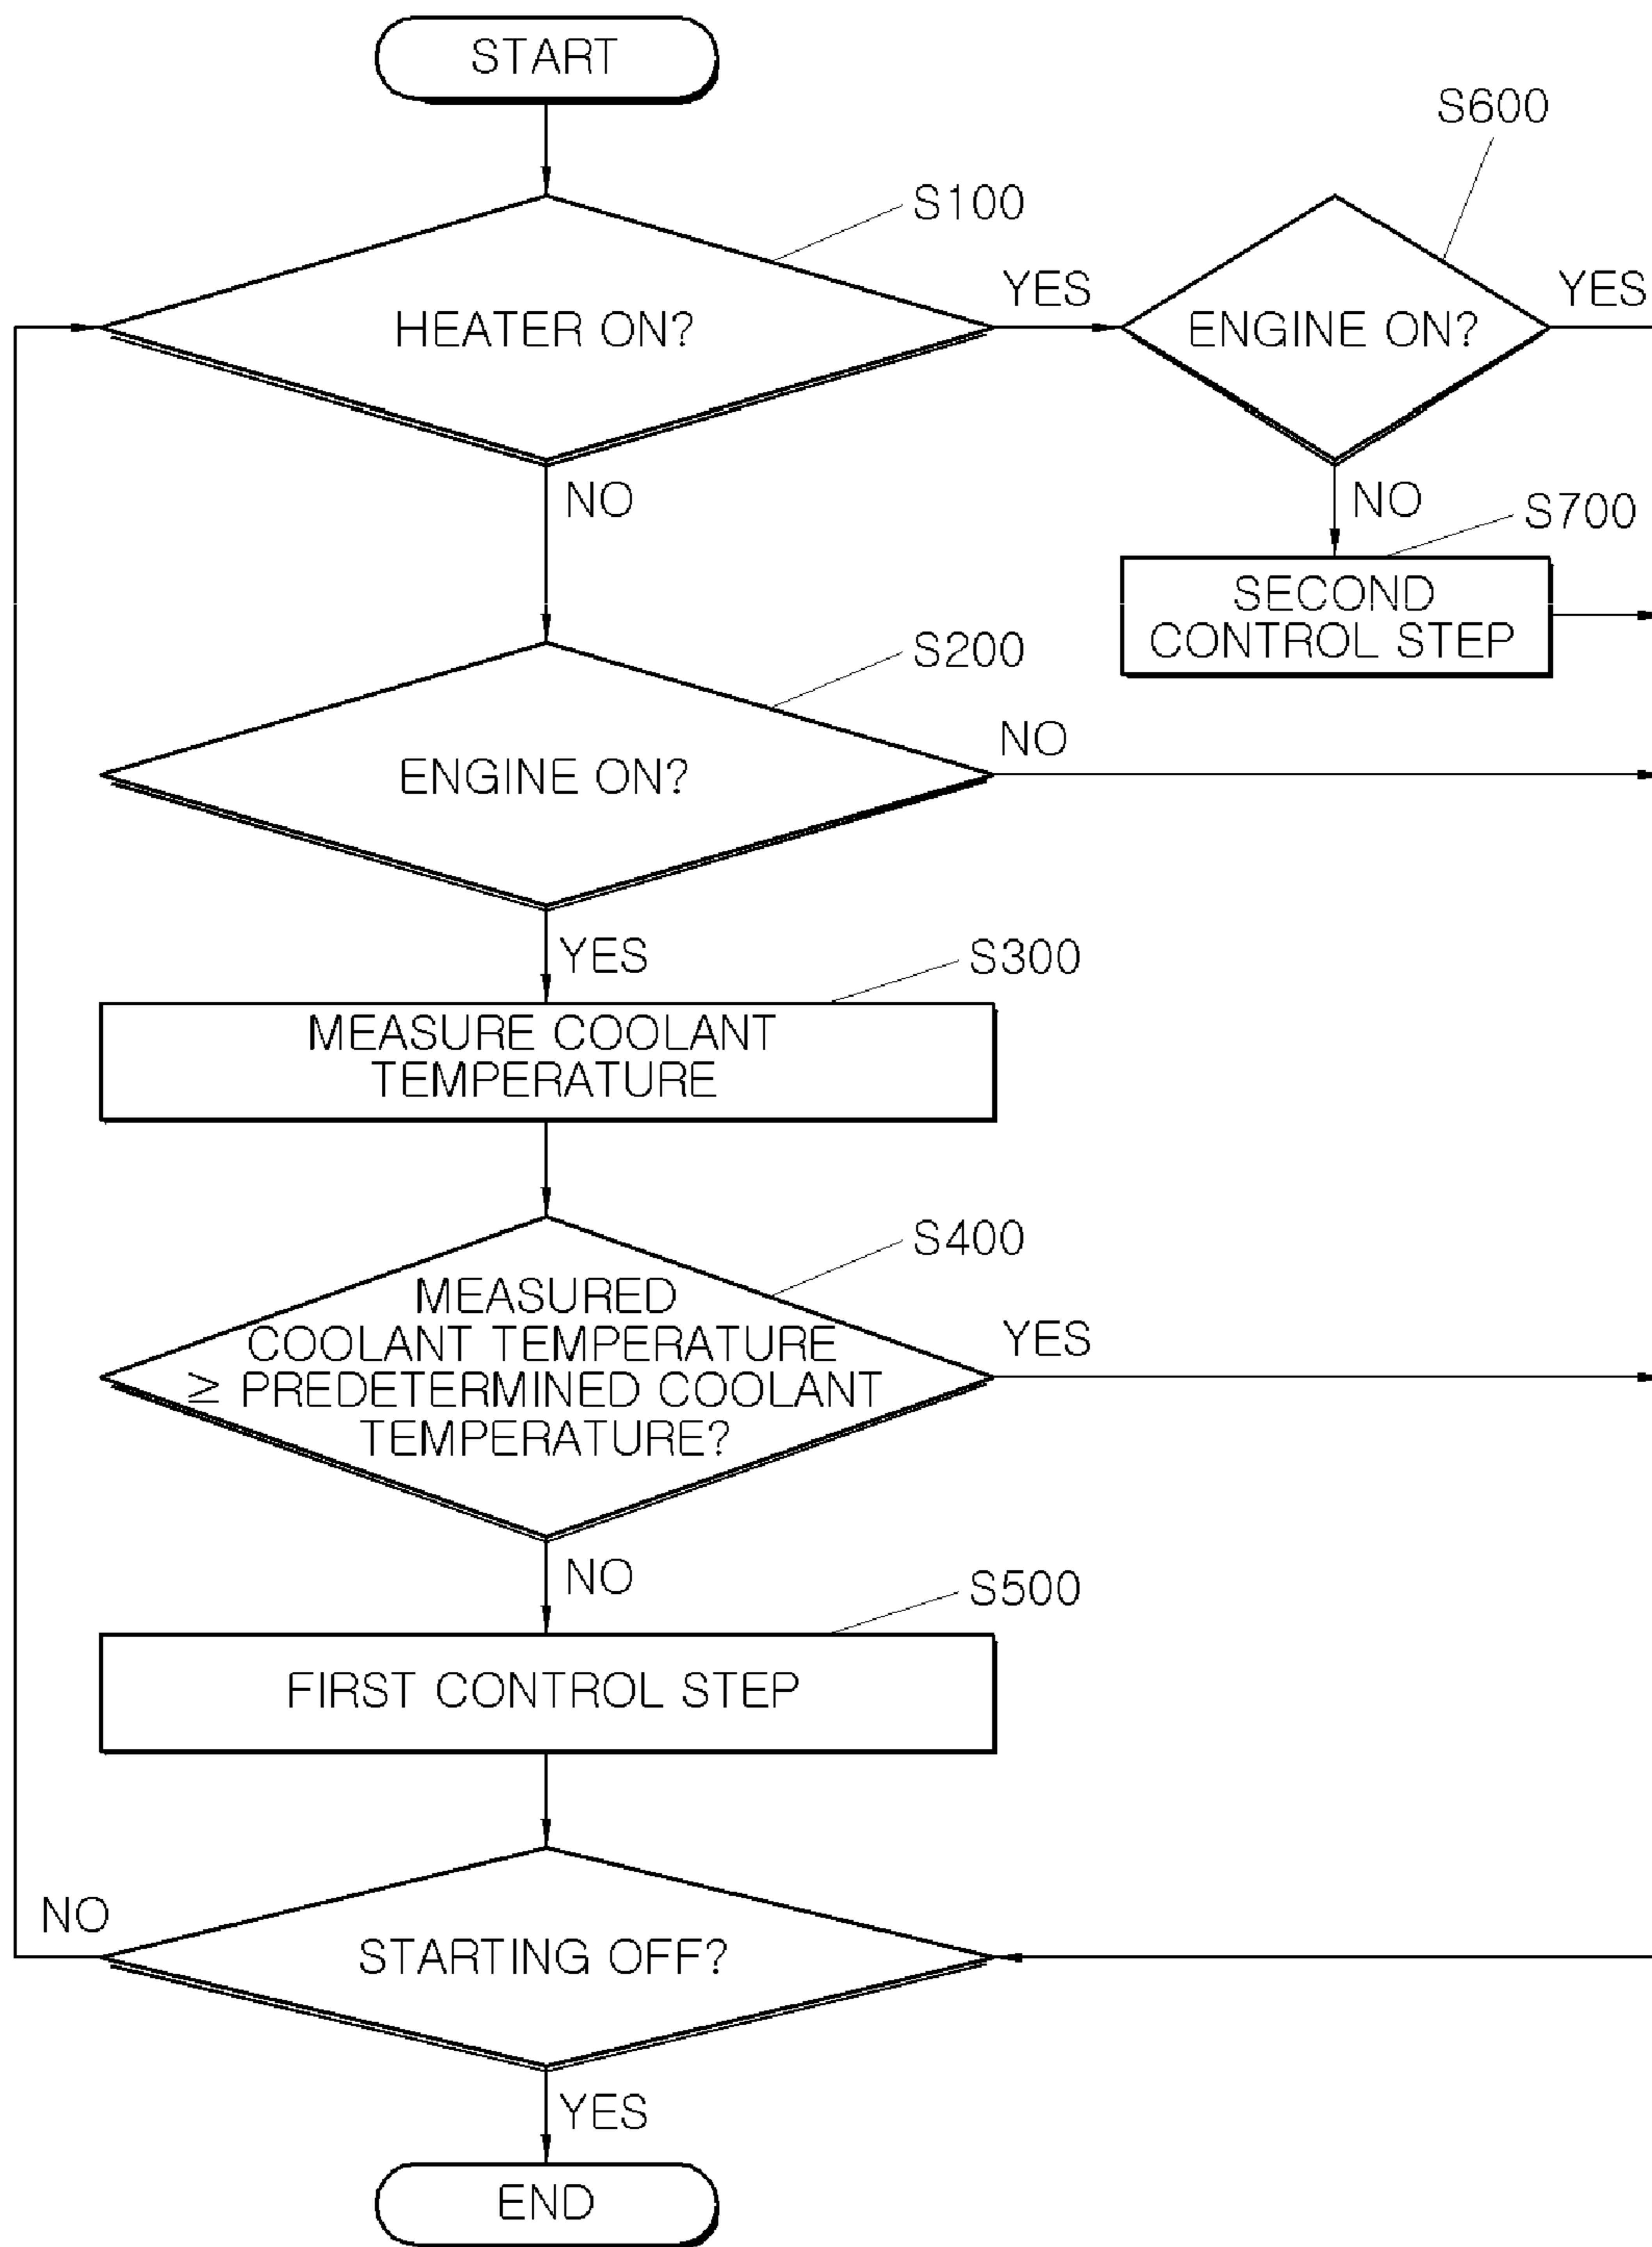 START
S600
S100
YES
YES
HEATER ON?
ENGINE ON?
NO
NO
S700
SECOND
CONTROL STEP
S200
NO
ENGINE ON?
YES
S300
MEASURE COOLANT
TEMPERATURE
S400
MEASURED
COOLANT TEMPERATURE
≥ PREDETERMINED COOLANT
TEMPERATURE?
YES
NO
S500
FIRST CONTROL STEP
NO
STARTING OFF?
YES
END